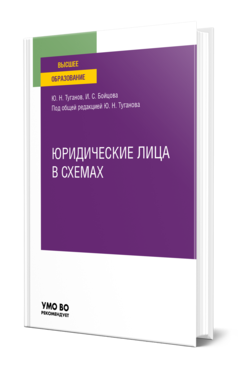 ВЫСШЕЕ
ОБРАЗОВАНИЕ
Ю. Н. Туганов, И. С. Бойцова
Под общей редакцией Ю. Н. Туганова
ЮРИДИЧЕСКИЕ ЛИЦА
В СХЕМАХ
УМО ВО
РЕКОМЕНДУЕТ